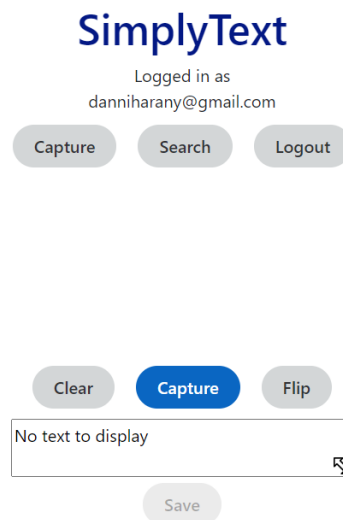 SimplyText
Logged in as
danniharany@gmail.com
Capture Search Logout
Clear Capture Flip
No text to display
Save